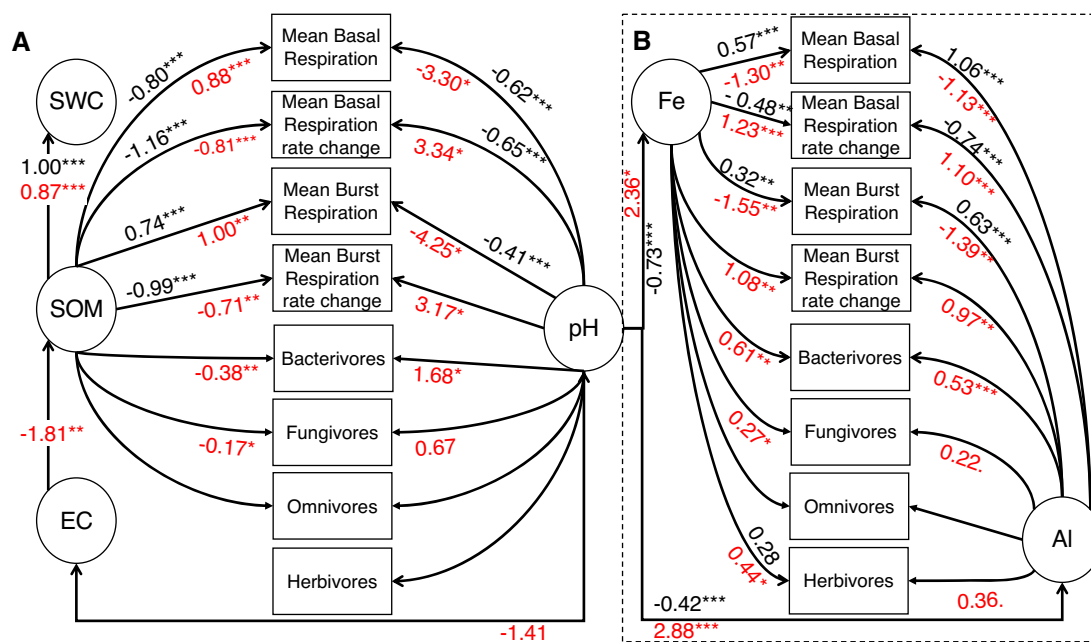 A
SWC
1.00***
0.87***
SOM
-1.81**
EC
-0.80***
0.88***
-1.16***
-0.81***
0.74***
1.00**
-0.99***
-0.71**
-0.38**
-0.17*
Mean Basal
Respiration
Mean Basal
Respiration
rate change
Mean Burst
Respiration
Mean Burst
Respiration
rate change
Bacterivores
Fungivores
Omnivores
Herbivores
-0.62***
-3.30*
-0.65***
3.34*
-0.41***
-4.25*
3.17*
1.68*
0.67
pH
-1.41
B
Fe
2.36*
-0.73***
0.57***
-1.30**
- 0.48**
1.23***
0.32**
-1.55**
1.08**
0.61**
0.27*
0.28
0.44*
Mean Basal
Respiration
Mean Basal
Respiration
rate change
Mean Burst
Respiration
Mean Burst
Respiration
rate change
Bacterivores
Fungivores
Omnivores
Herbivores
1.06***
-1.13***
-0.74***
1.10***
0.63***
-1.39**
0.97**
0.53***
0.22.
0.36.
Al
-0.42***
2.88***